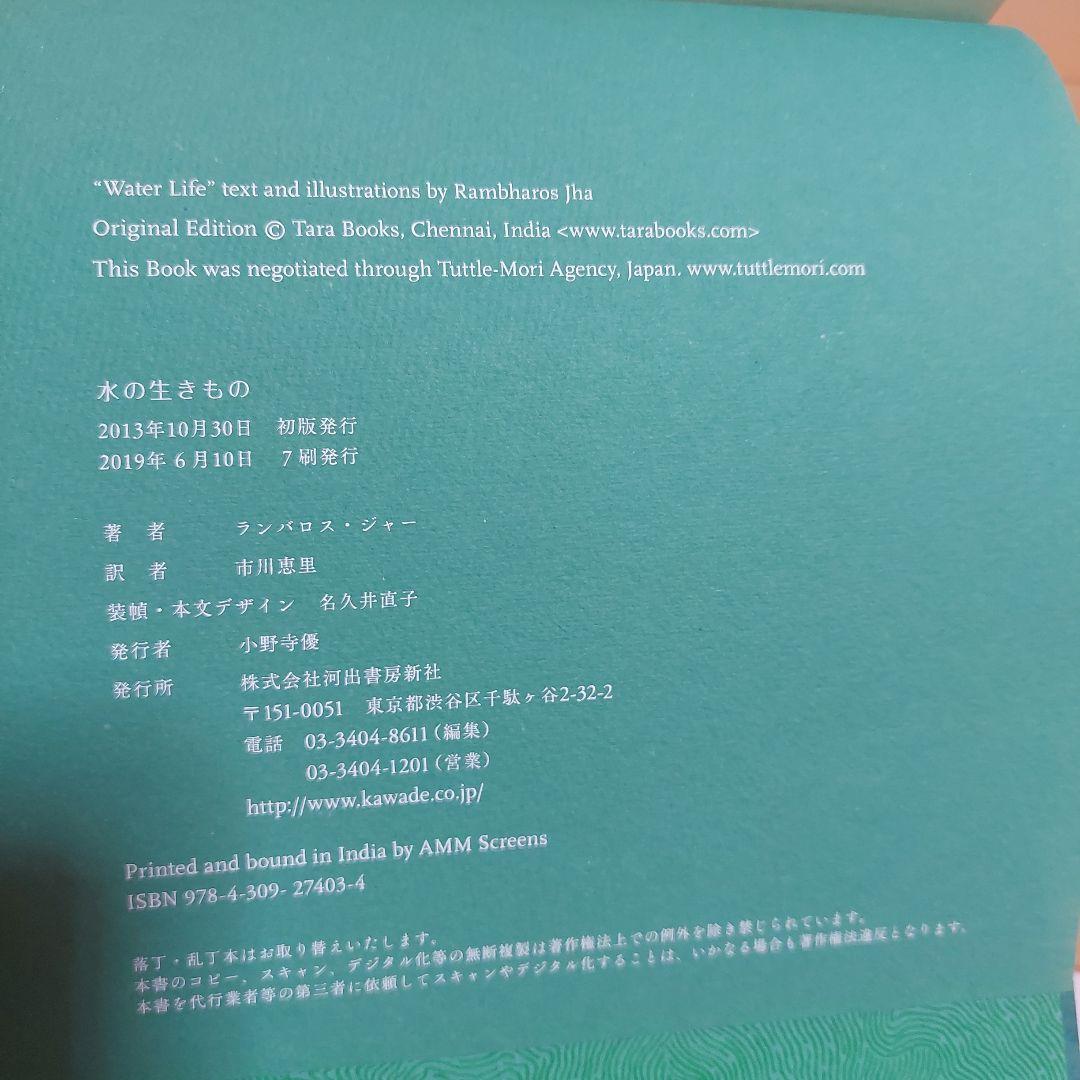 “Water Life” text and illustrations by Rambharos Jha
Original Edition © Tara Books, Chennai, India <www.tarabooks.com>
This Book was negotiated through Tuttle-Mori Agency, Japan. www.tuttlemori.com
水の生きもの
2013年10月30日　初版発行
2019年 6 月10日　7 刷発行
著　者　ランバロス・ジャー
訳　者　市川恵里
装幀・本文デザイン　名久井直子
発行者　小野寺優
発行所　株式会社河出書房新社
〒151-0051　東京都渋谷区千駄ヶ谷2-32-2
電話　03-3404-8611（編集）
03-3404-1201（営業）
http://www.kawade.co.jp/
Printed and bound in India by AMM Screens
ISBN 978-4-309- 27403-4
落丁・乱丁本はお取り替えいたします。
本書のコピー、スキャン、デジタル化等の無断複製は著作権法上での例外を除き禁じられています。
本書を代行業者等の第三者に依頼してスキャンやデジタル化することは、いかなる場合も著作権法違反となります。